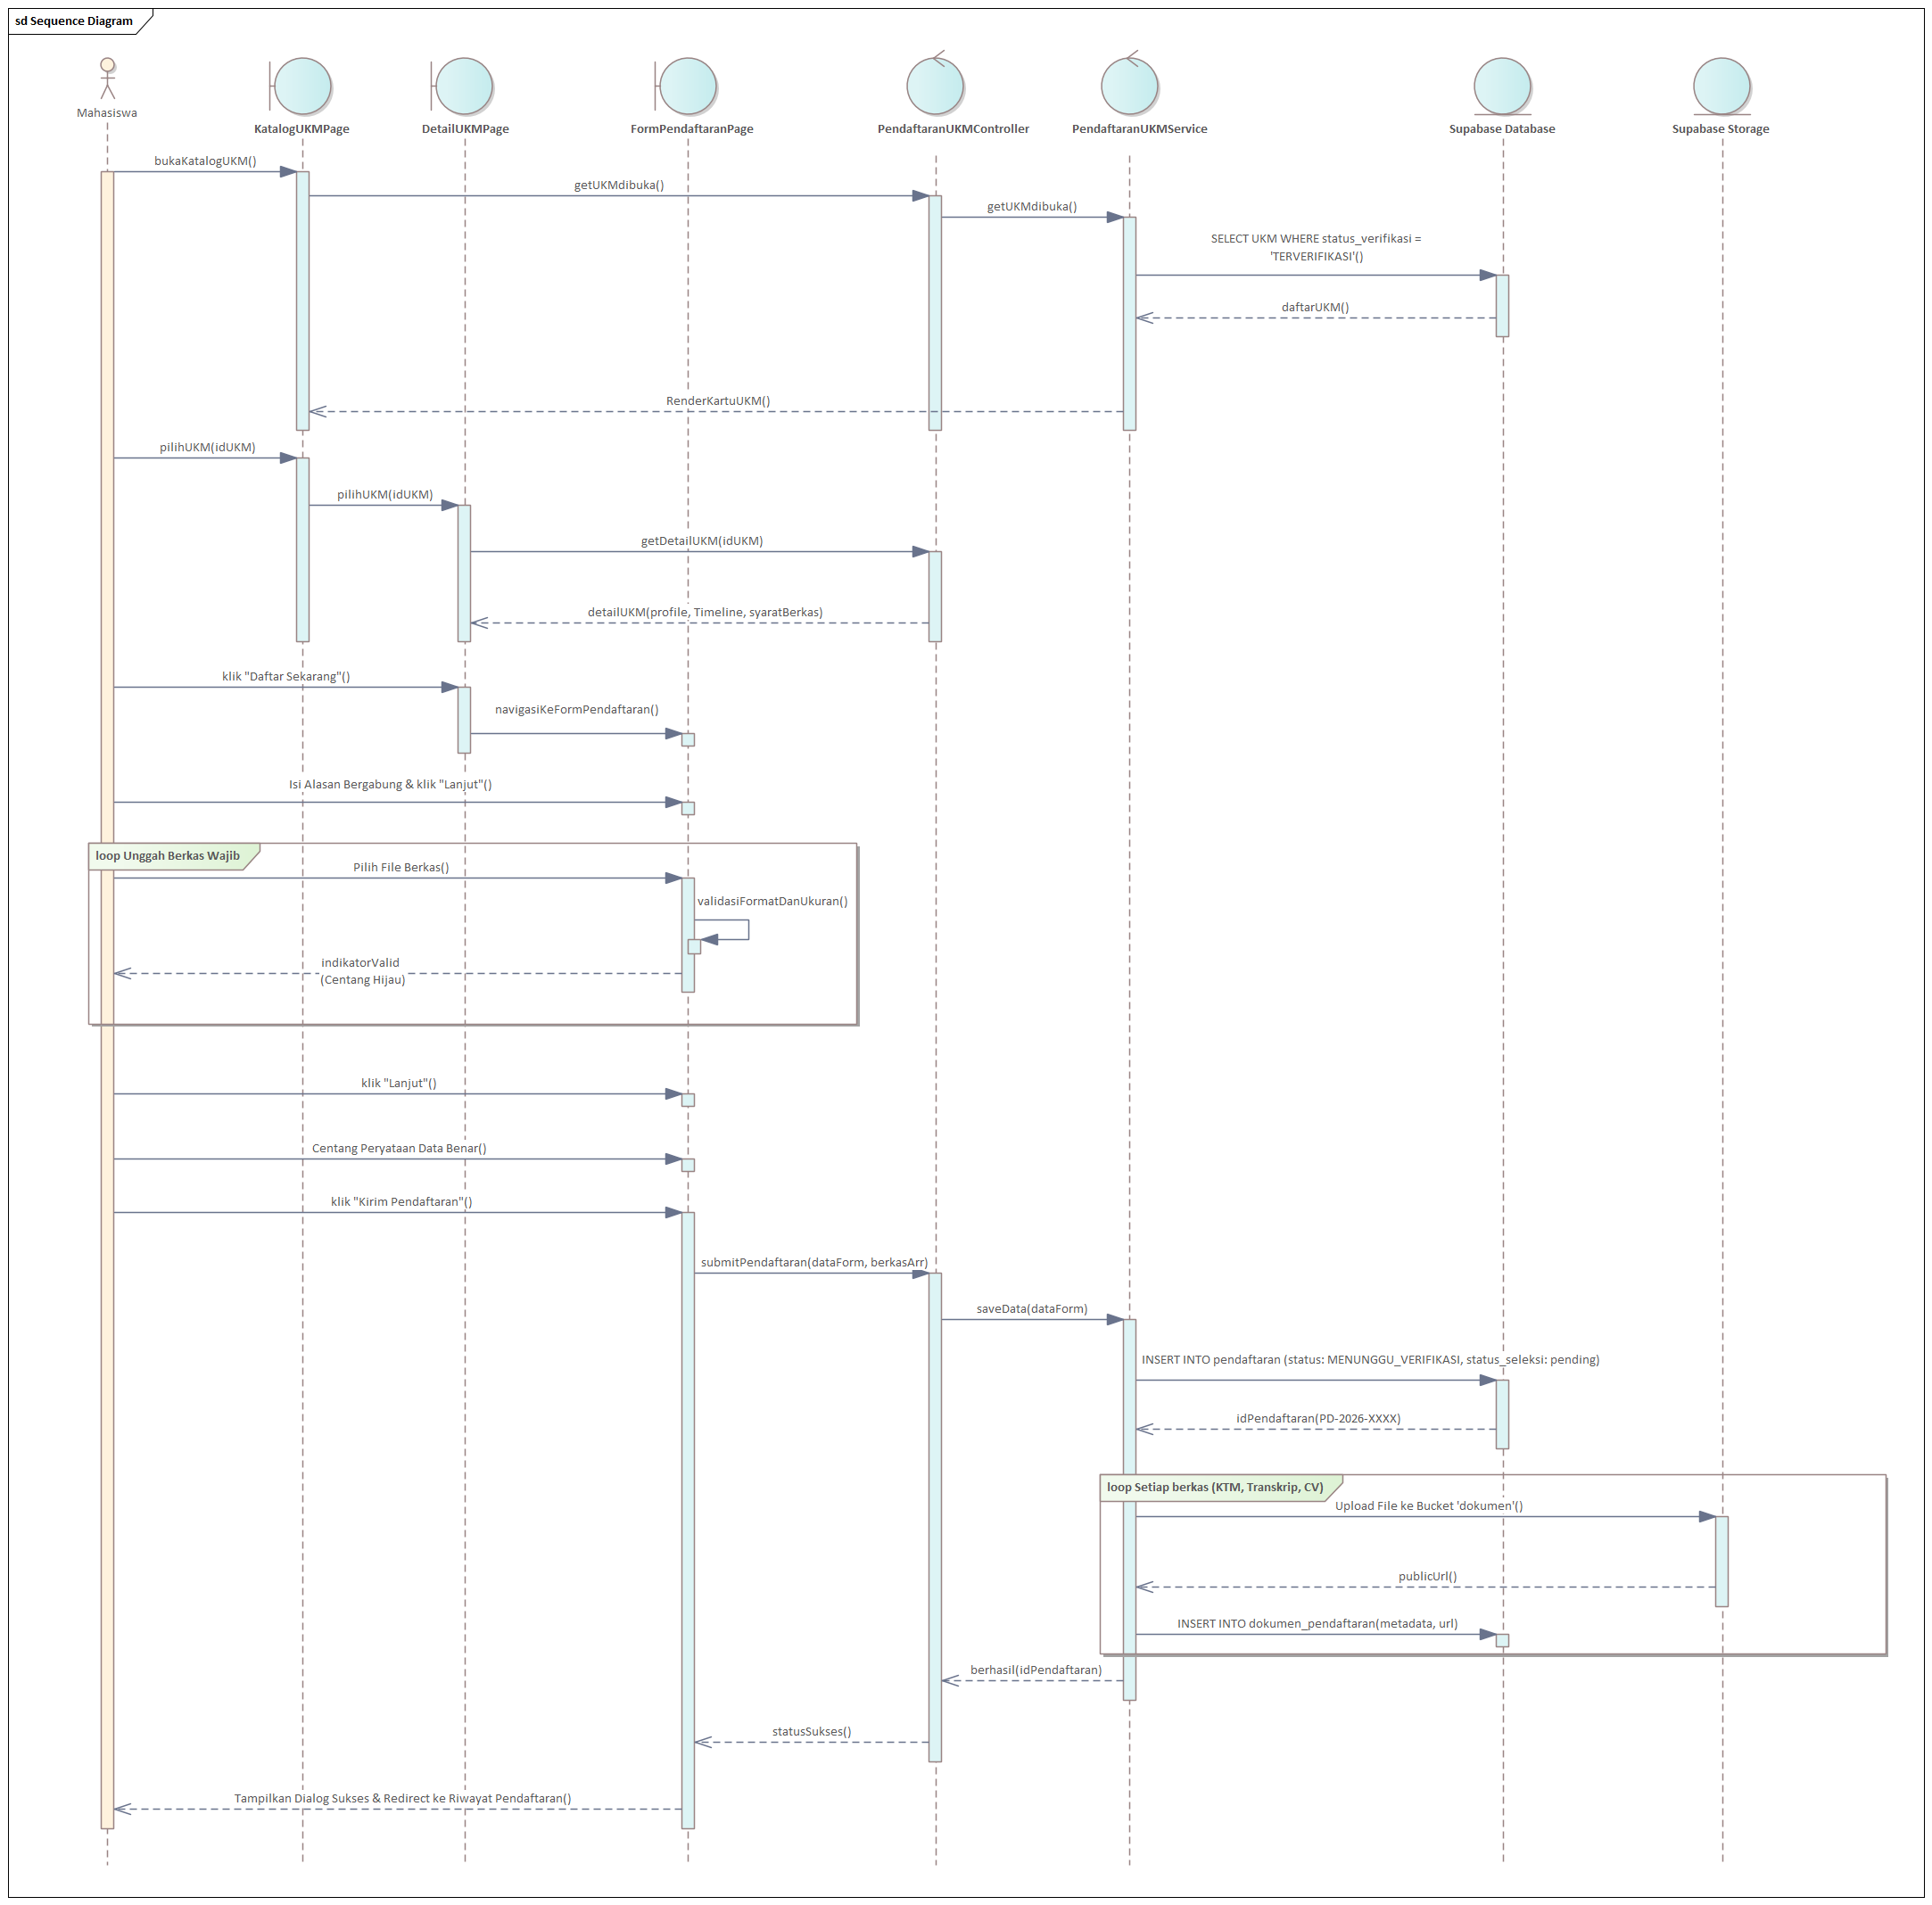 sd Sequence Diagram
Mahasiswa
KatalogUKMPage
DetailUKMPage
FormPendaftaranPage
PendaftaranUKMController
PendaftaranUKMService
Supabase Database
Supabase Storage
bukaKatalogUKM()
getUKMdibuka()
getUKMdibuka()
SELECT UKM WHERE status_verifikasi =
'TERVERIFIKASI'()
daftarUKM()
RenderKartuUKM()
pilihUKM(idUKM)
pilihUKM(idUKM)
getDetailUKM(idUKM)
detailUKM(profile, Timeline, syaratBerkas)
klik "Daftar Sekarang"()
navigasiKeFormPendaftaran()
Isi Alasan Bergabung & klik "Lanjut"()
loop Unggah Berkas Wajib
Pilih File Berkas()
validasiFormatDanUkuran()
indikatorValid
(Centang Hijau)
klik "Lanjut"()
Centang Peryataan Data Benar()
klik "Kirim Pendaftaran"()
submitPendaftaran(dataForm, berkasArr)
saveData(dataForm)
INSERT INTO pendaftaran (status: MENUNGGU_VERIFIKASI, status_seleksi: pending)
idPendaftaran(PD-2026-XXXX)
loop Setiap berkas (KTM, Transkrip, CV)
Upload File ke Bucket 'dokumen'()
publicUrl()
INSERT INTO dokumen_pendaftaran(metadata, url)
berhasil(idPendaftaran)
statusSukses()
Tampilkan Dialog Sukses & Redirect ke Riwayat Pendaftaran()